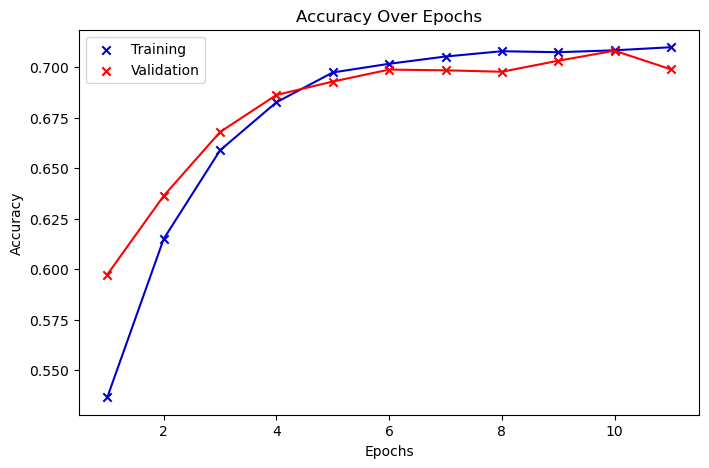 Accuracy Over Epochs
Training
Validation
Accuracy
0.700
0.675
0.650
0.625
0.600
0.575
0.550
2
4
6
8
10
Epochs